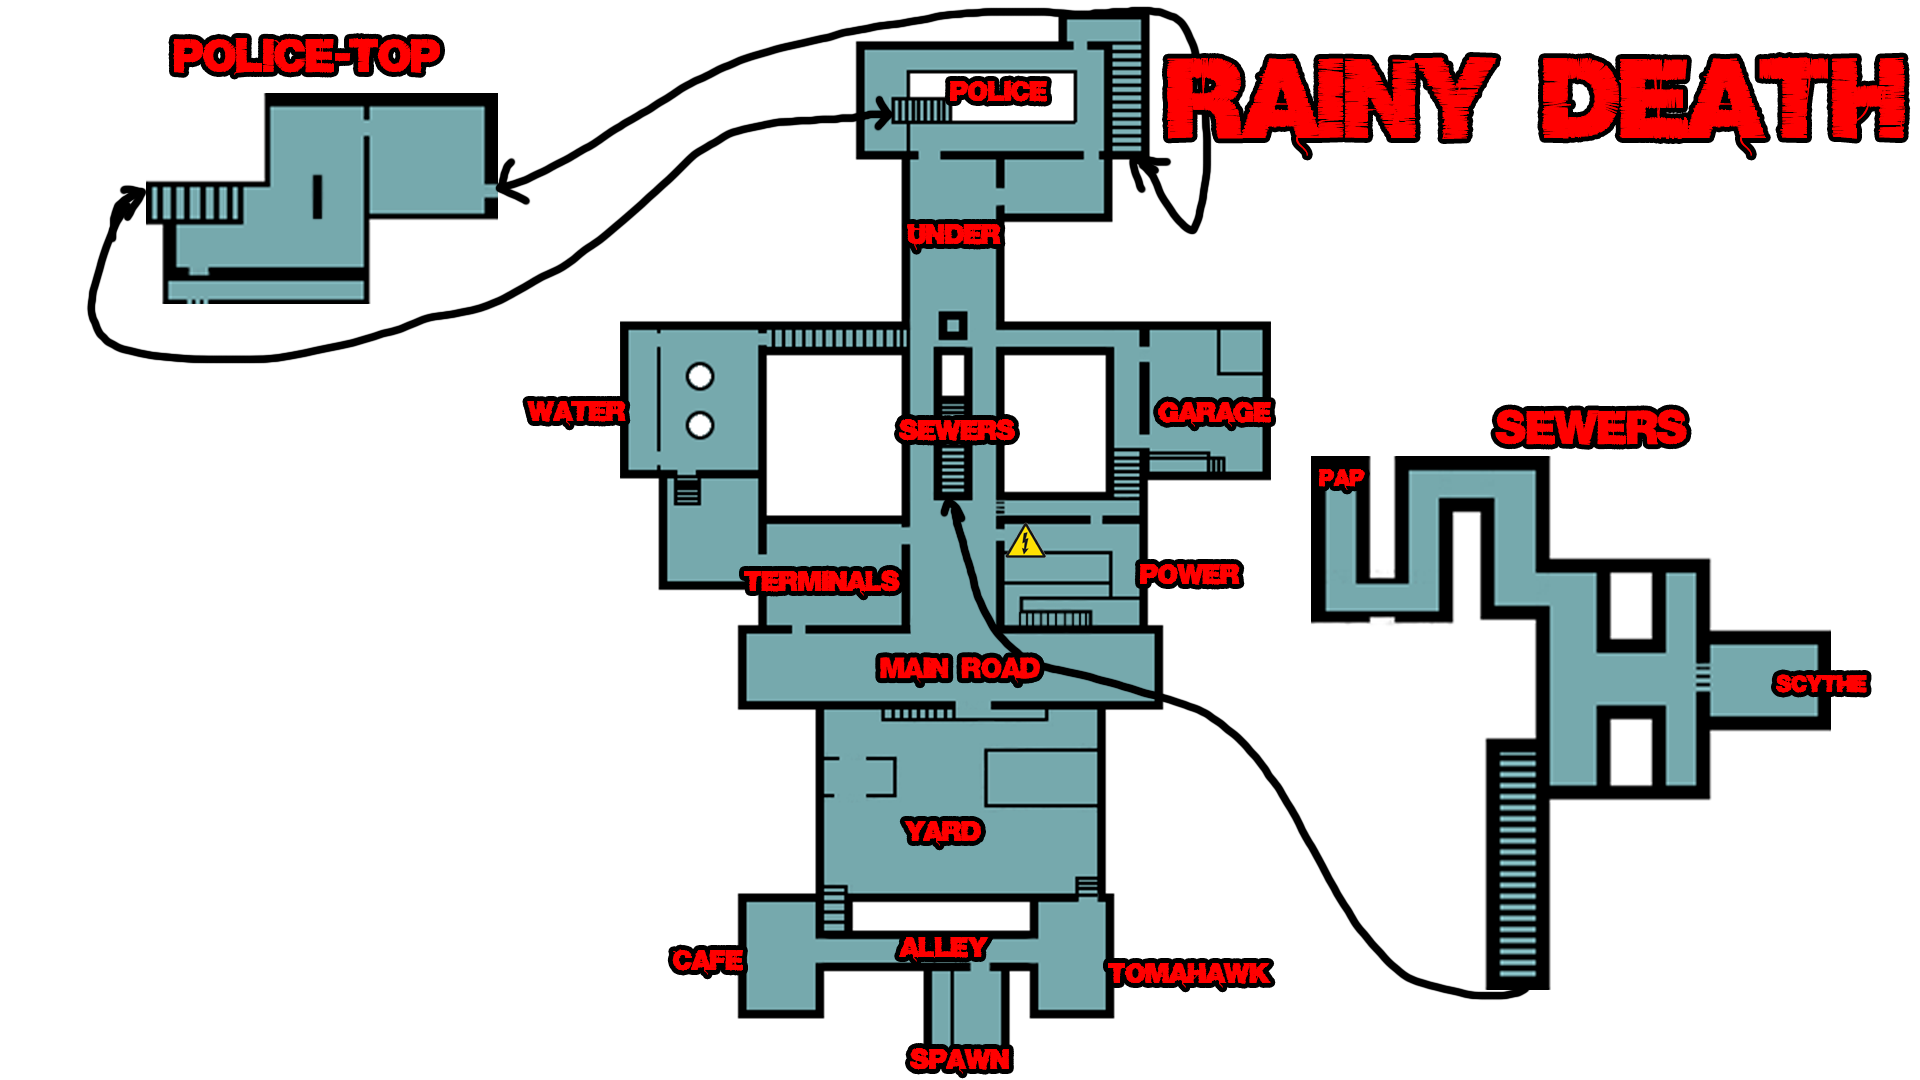 POLICE-TOP
RAINY DEATH
POLICE
UNDER
WATER
GARAGE
SEWERS
SEWERS
PAP
TERMINALS
POWER
MAIN ROAD
SCYTHE
YARD
ALLEY
CAFE
TOMAHAWK
SPAWN